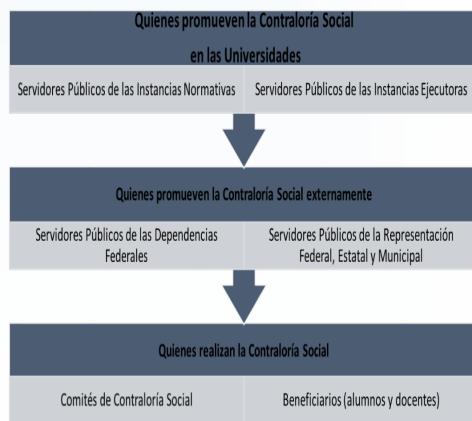 Quienes promueven la Contraloría Social
en las Universidades
Servidores Públicos de las Instancias Normativas
Servidores Públicos de las Instancias Ejecutoras
Quienes promueven la Contraloría Social externamente
Servidores Públicos de las Dependencias
Federales
Servidores Públicos de la Representación
Federal, Estatal y Municipal
Quienes realizan la Contraloría Social
Comités de Contraloría Social
Beneficiarios (alumnos y docentes)